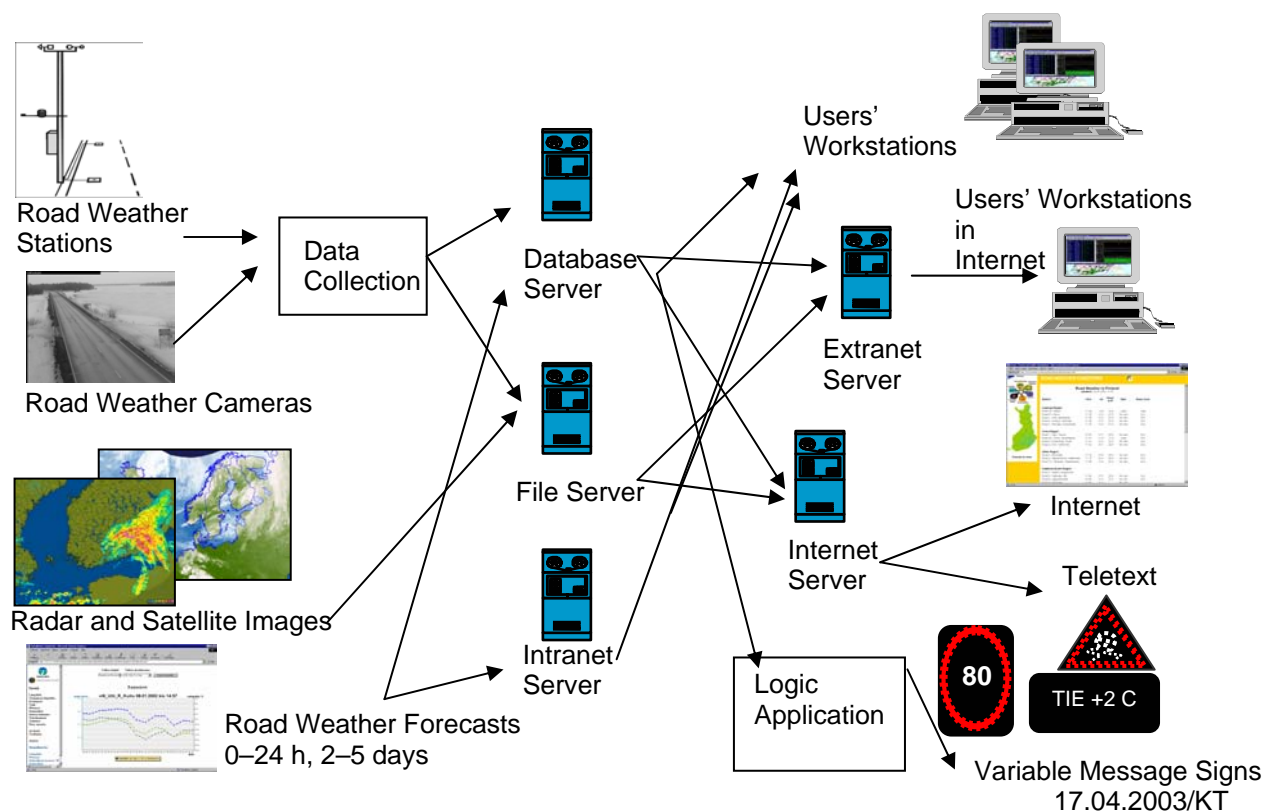 Users'
Workstations
Road Weather
Stations
Users' Workstations
in
Internet
Data
Collection
Database
Server
Extranet
Server
Road Weather Cameras
File Server
Internet
Internet
Server
Teletext
Radar and Satellite Images
Intranet
Server
Logic
Application
80
TIE +2 C
Road Weather Forecasts
0–24 h, 2–5 days
Variable Message Signs
17.04.2003/KT